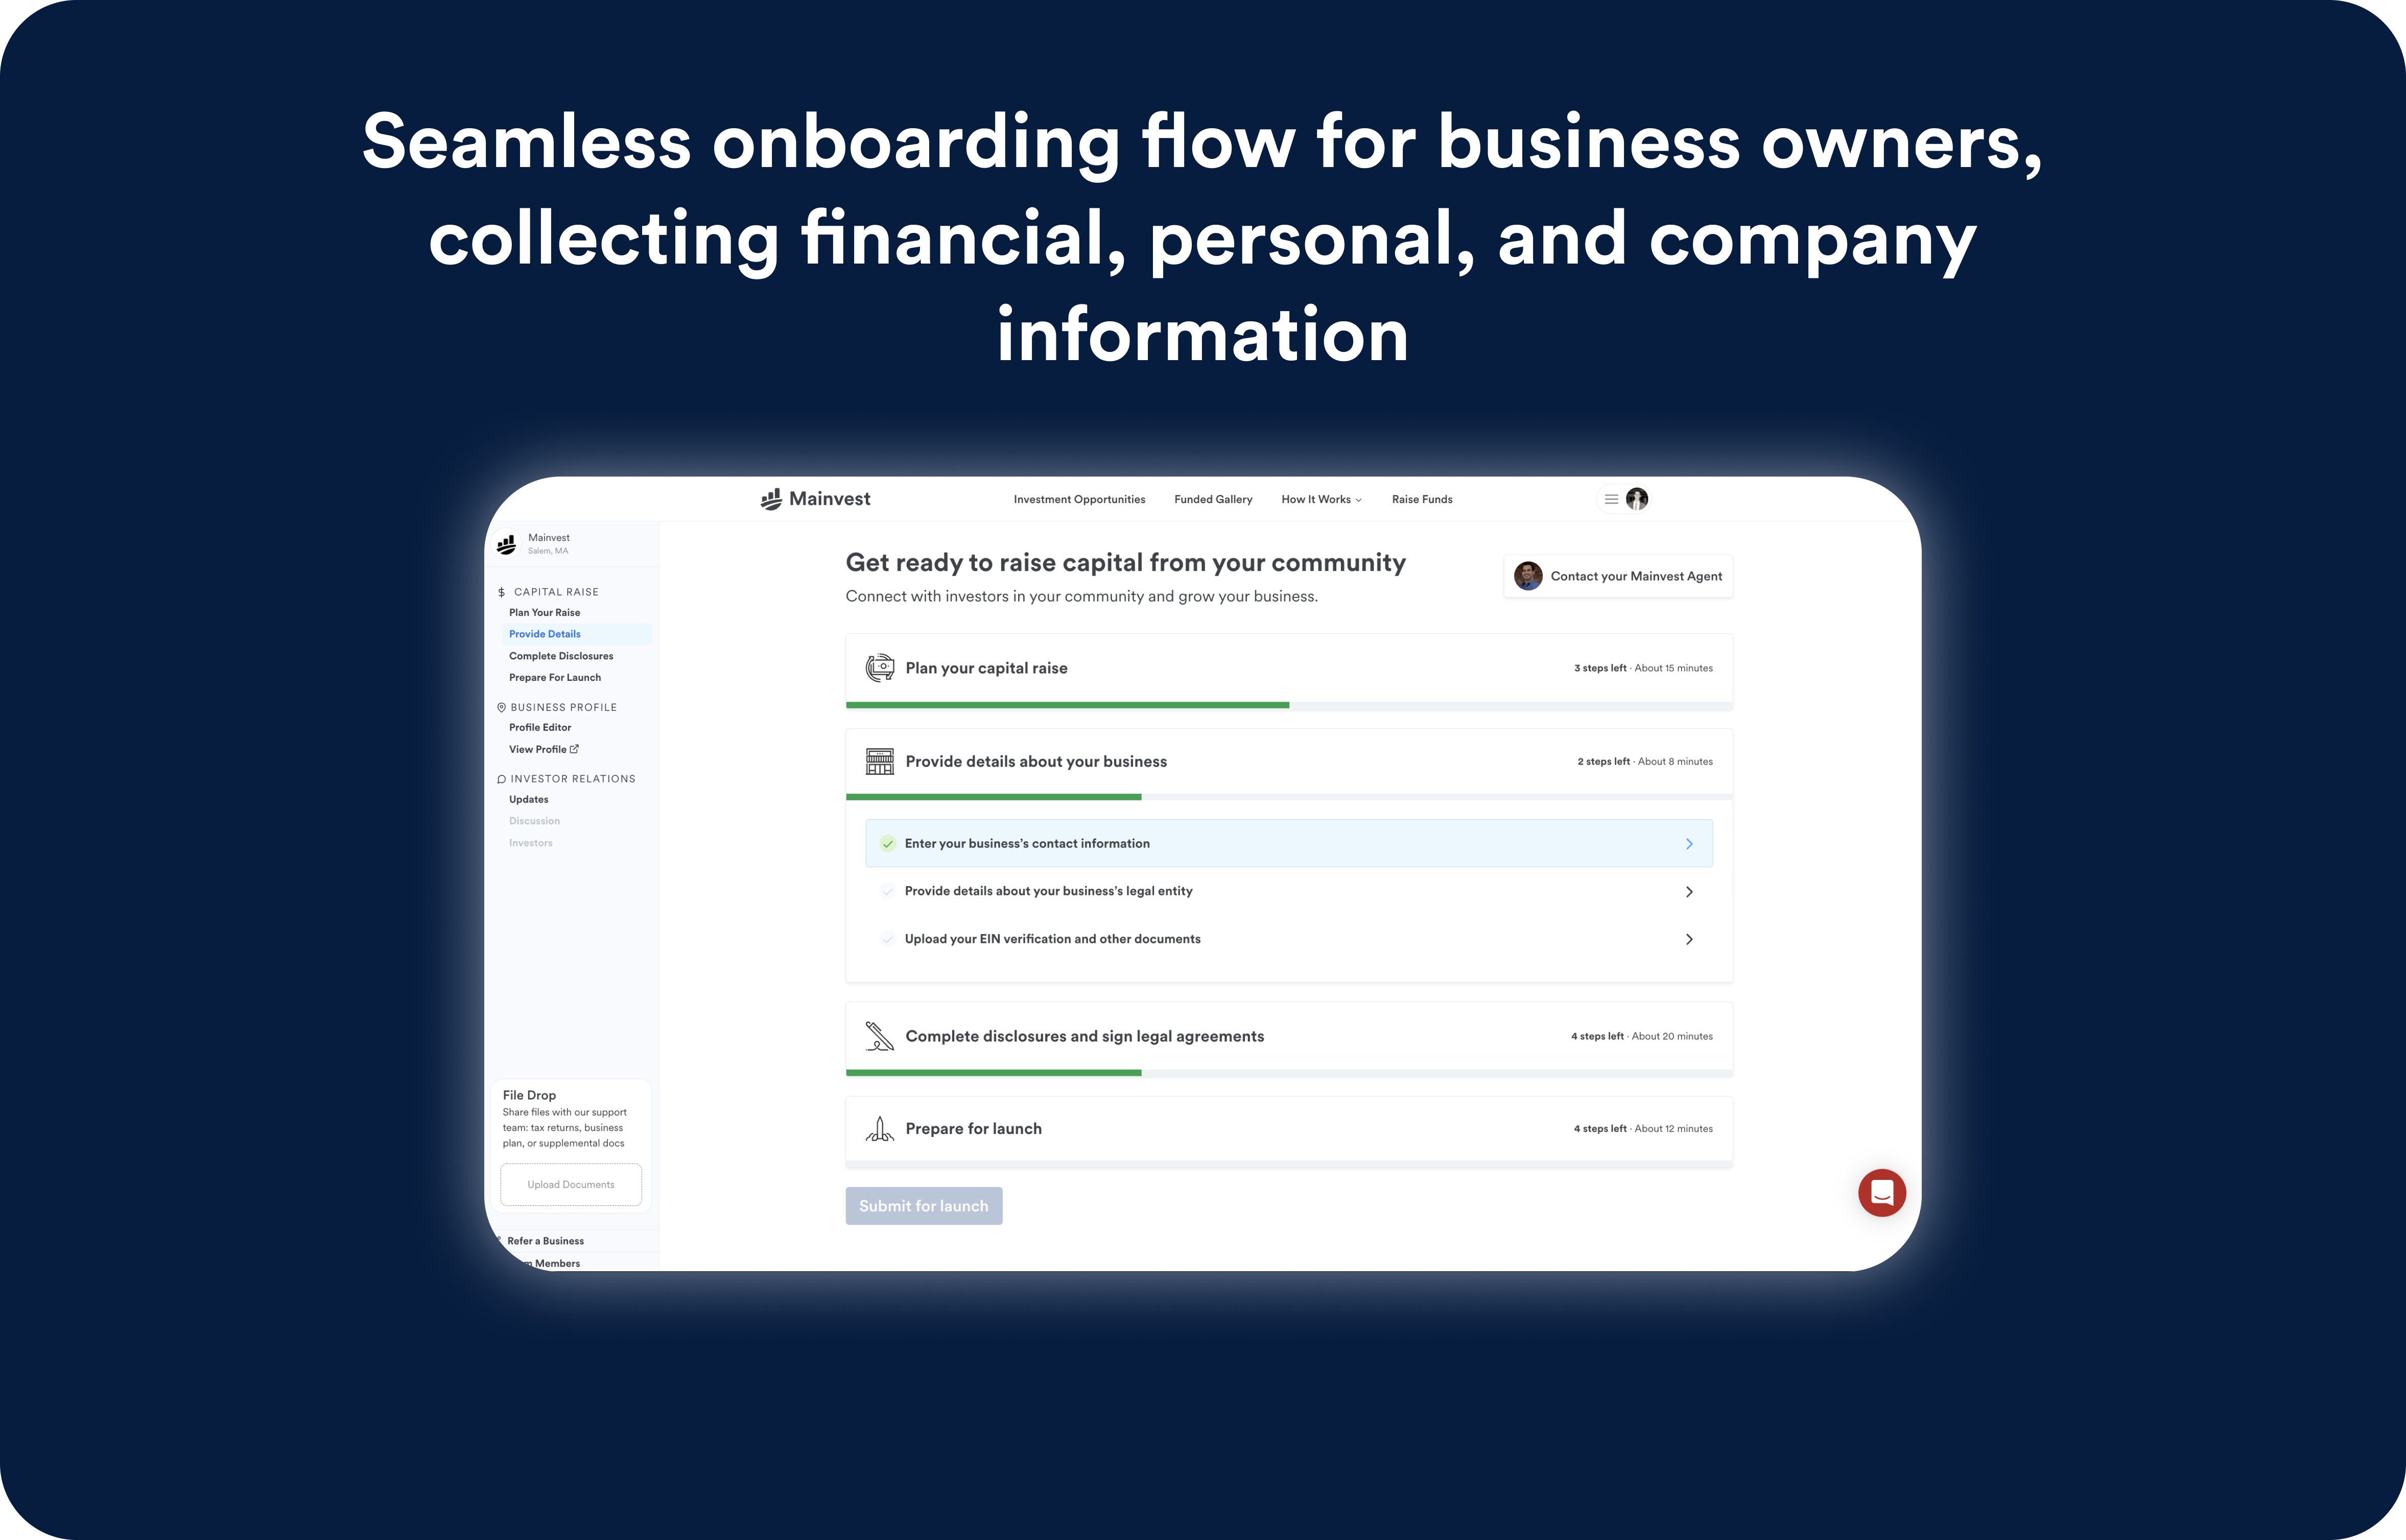 Seamless onboarding flow for business owners,
collecting financial, personal, and company
information
Mainvest
Investment Opportunities
Funded Gallery
How It Works
Raise Funds
Mainvest
Salem, MA
CAPITAL RAISE
Plan Your Raise
Provide Details
Complete Disclosures
Prepare For Launch
BUSINESS PROFILE
Profile Editor
View Profile
INVESTOR RELATIONS
Updates
Discussion
Investors
File Drop
Share files with our support
team: tax returns, business
plan, or supplemental docs
Upload Documents
Refer a Business
Members
Get ready to raise capital from your community
Connect with investors in your community and grow your business.
Contact your Mainvest Agent
Plan your capital raise
3 steps left · About 15 minutes
Provide details about your business
2 steps left · About 8 minutes
Enter your business’s contact information
Provide details about your business’s legal entity
Upload your EIN verification and other documents
Complete disclosures and sign legal agreements
4 steps left · About 20 minutes
Prepare for launch
4 steps left · About 12 minutes
Submit for launch